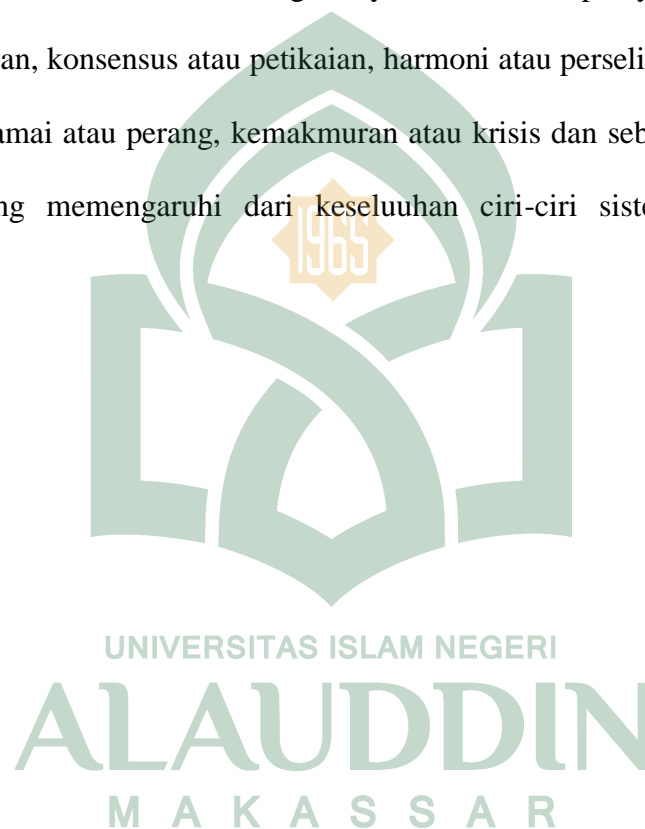 an, konsensus atau petikaian, harmoni atau perseli
amai atau perang, kemakmuran atau krisis dan seb
ng memengaruhi dari keseluuhan ciri-ciri siste
1965
UNIVERSITAS ISLAM NEGERI
ALAUDDIN
MAKASSAR